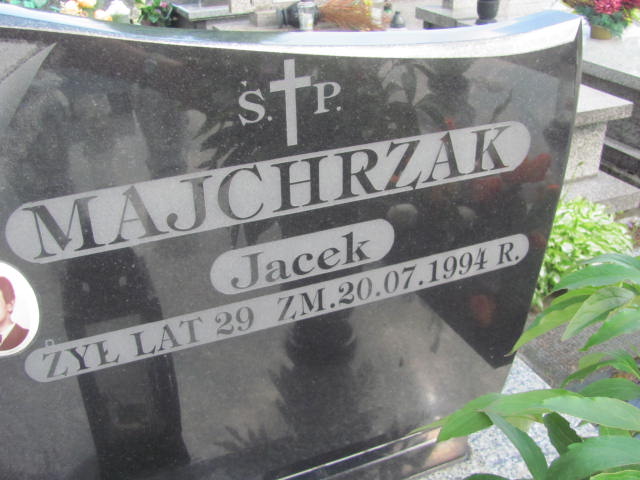 Ś. P.
MAJCHRZAK
Jacek
ŻYŁ LAT 29 ZM. 20.07.1994 R.